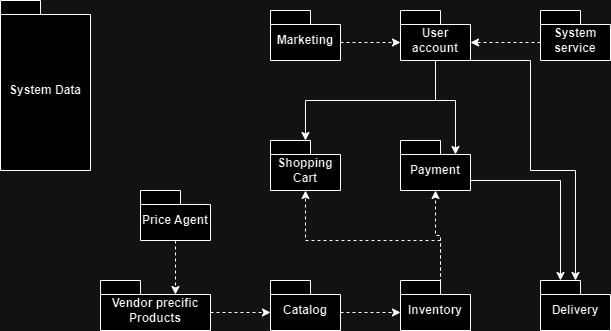 System Data
Marketing
User
account
System
service
Shopping
Cart
Payment
Price Agent
Vendor precific
Products
Catalog
Inventory
Delivery